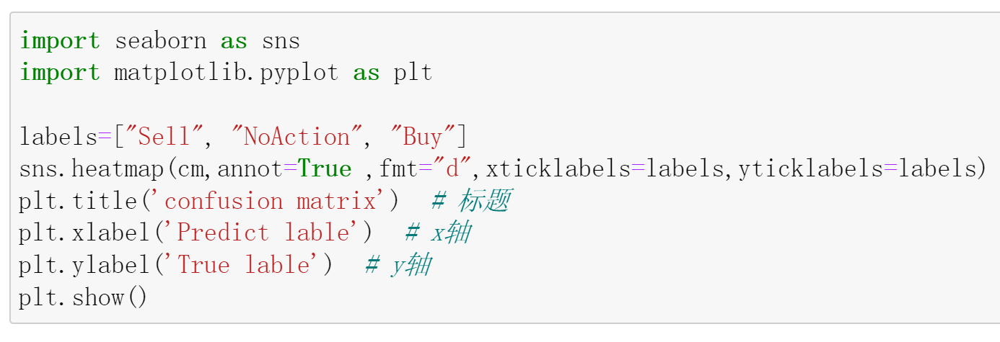 import seaborn as sns
import matplotlib.pyplot as plt
labels=["Sell", "NoAction", "Buy"]
sns.heatmap(cm,annot=True ,fmt="d",xticklabels=labels,yticklabels=labels)
plt.title('confusion matrix')  # 标题
plt.xlabel('Predict lable')  # x轴
plt.ylabel('True lable')  # y轴
plt.show()